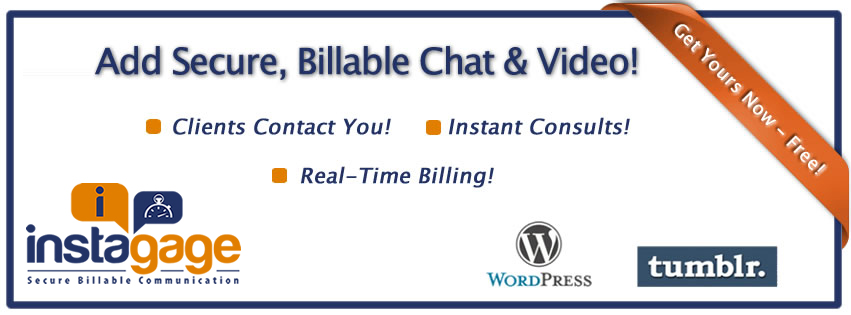 Add Secure, Billable Chat & Video!
Get Yours Now - Free!
Clients Contact You!
Instant Consults!
Real-Time Billing!
i
instagage
Secure Billable Communication
W
WORDPRESS
tumblr.